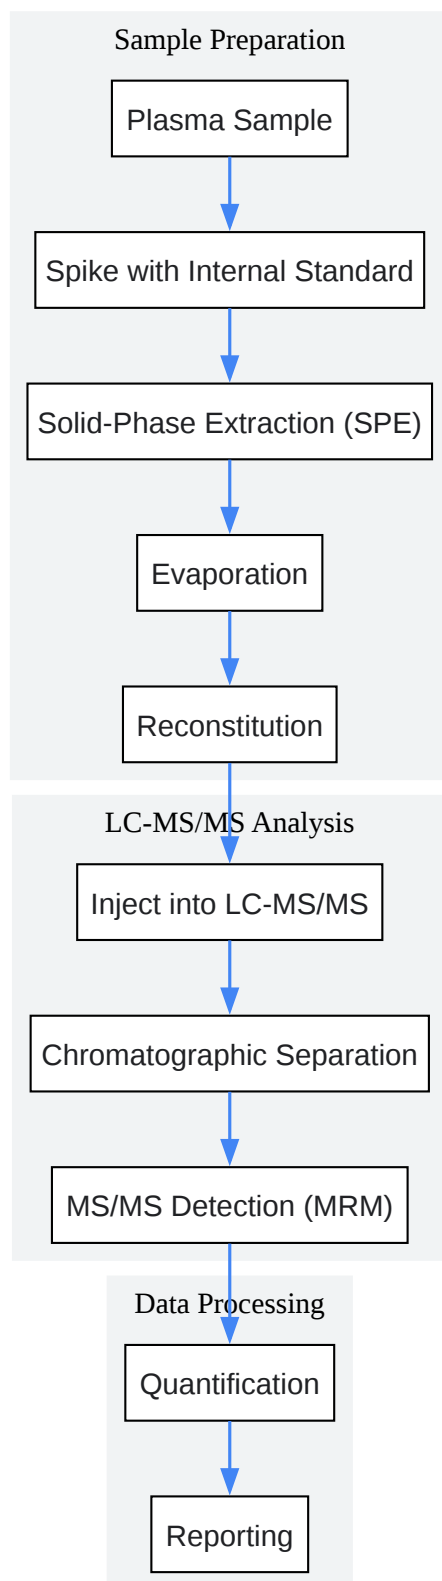 Sample Preparation
Plasma Sample
Spike with Internal Standard
Solid-Phase Extraction (SPE)
Evaporation
Reconstitution
LC-MS/MS Analysis
Inject into LC-MS/MS
Chromatographic Separation
MS/MS Detection (MRM)
Data Processing
Quantification
Reporting